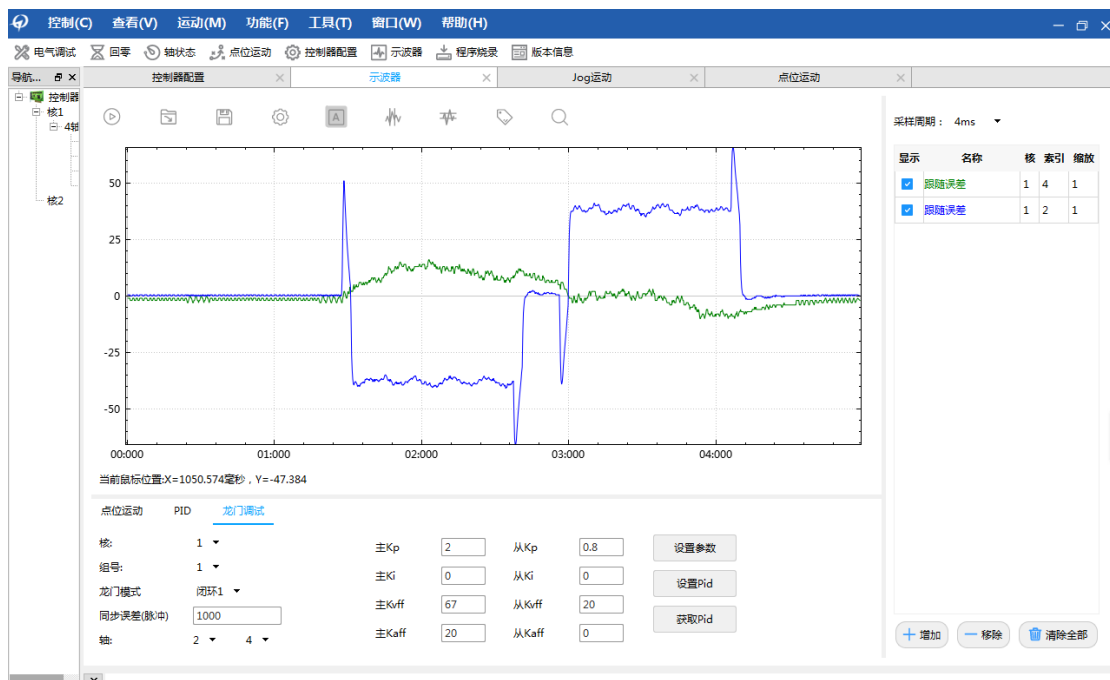 控制(C) 查看(V) 运动(M) 功能(F) 工具(T) 窗口(W) 帮助(H)
电气调试 回零 轴状态 点位运动 控制器配置 示波器 程序烧录 版本信息
导航... 控制器配置 示波器 Jog运动 点位运动
控制器
核1
4轴
核2
A
采样周期： 4ms
显示 名称 核 索引 缩放
跟随误差 1 4 1
跟随误差 1 2 1
50
25
0
-25
-50
00:000 01:000 02:000 03:000 04:000
当前鼠标位置:X=1050.574毫秒，Y=-47.384
点位运动 PID 龙门调试
核: 1 主Kp 2 从Kp 0.8 设置参数
组号: 1 主Ki 0 从Ki 0 设置Pid
龙门模式 闭环1 主Kvff 67 从Kvff 20 获取Pid
同步误差(脉冲) 1000 主Kaff 20 从Kaff 0
轴: 2 4
增加 移除 清除全部